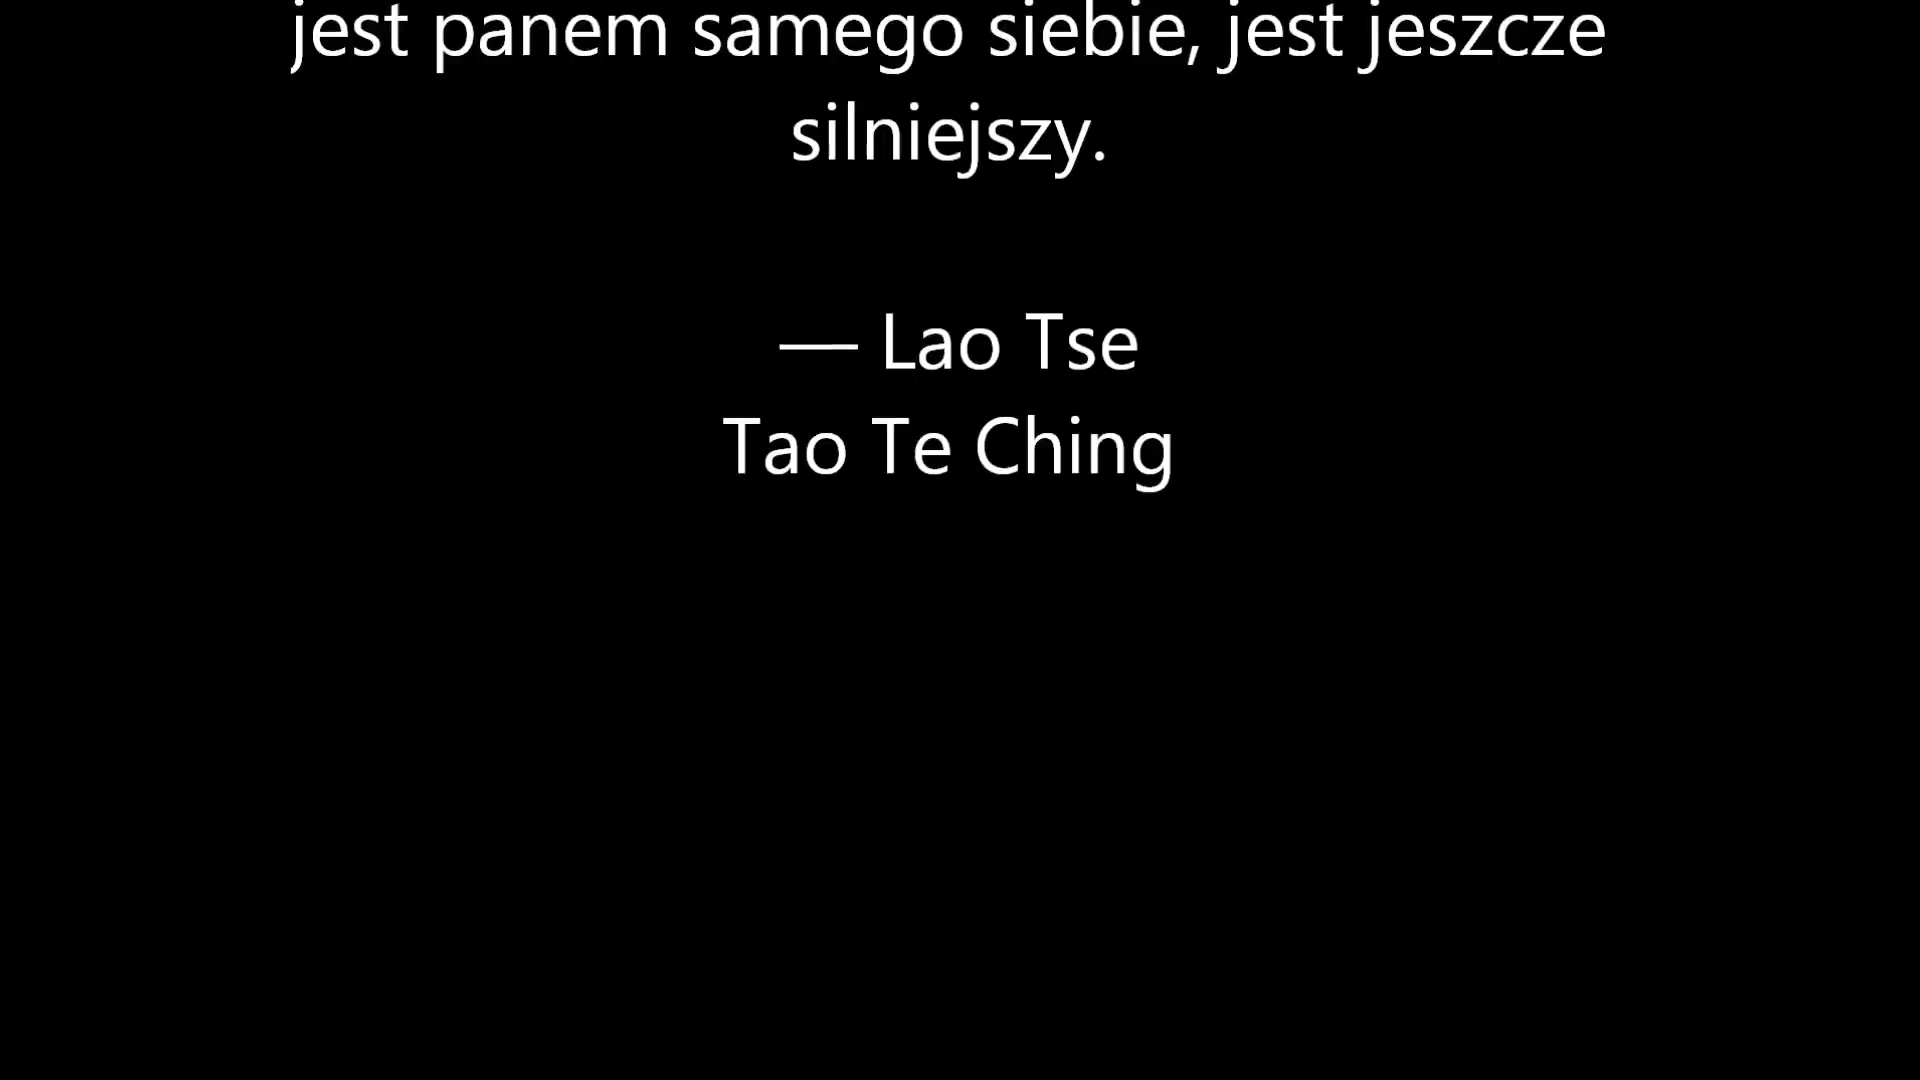 jest panem samego siebie, jest jeszcze
silniejszy.
— Lao Tse
Tao Te Ching